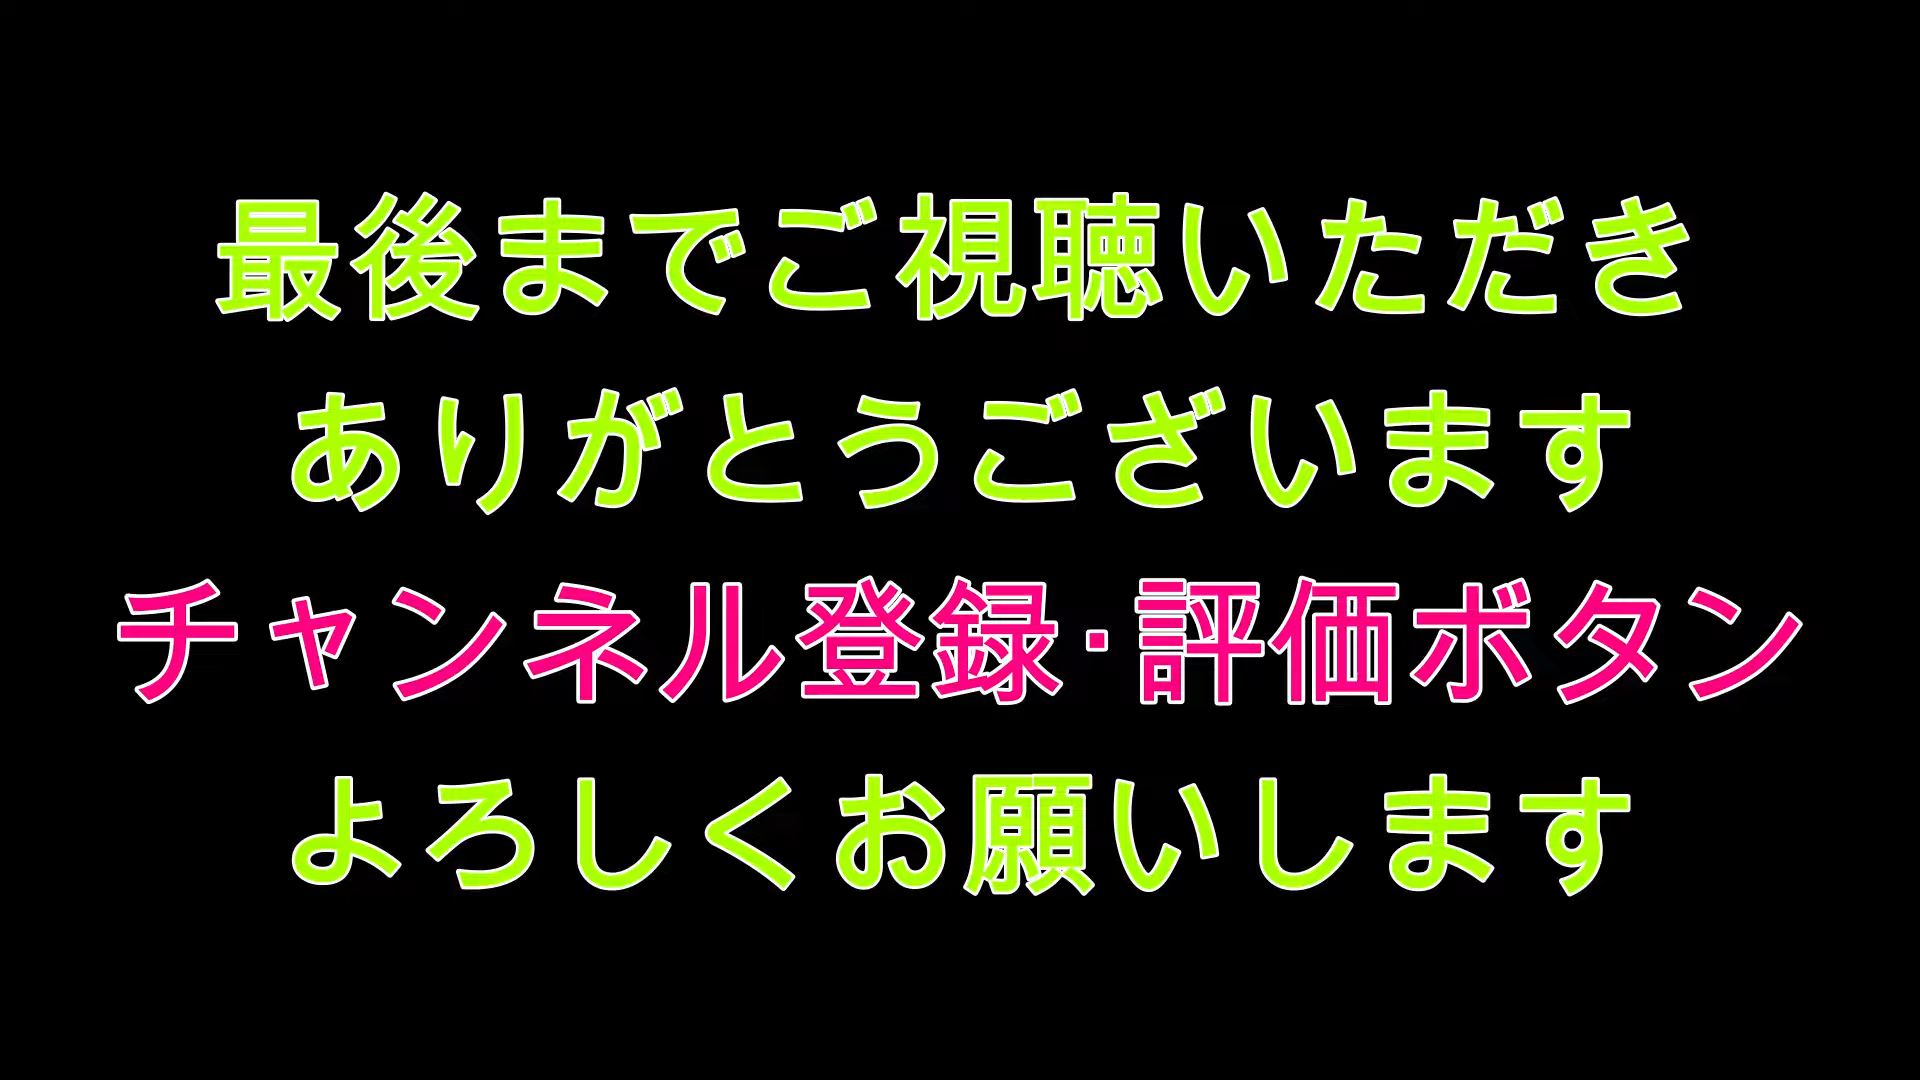 最後までご視聴いただき
ありがとうございます
チャンネル登録･評価ボタン
よろしくお願いします